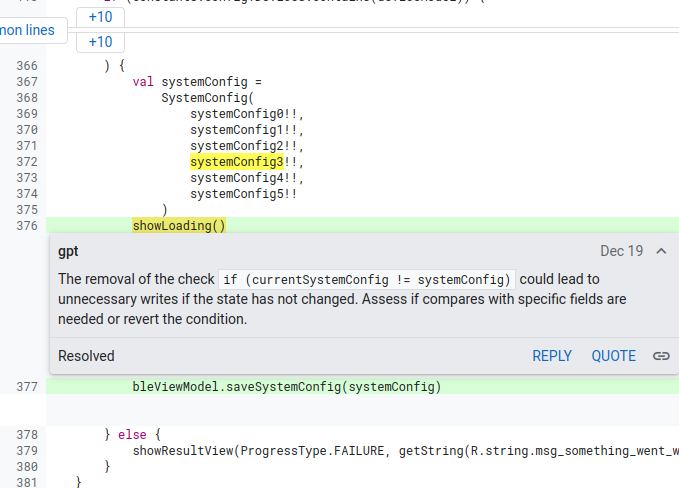 +10
mon lines
+10
366 ) {
367 val systemConfig =
368 SystemConfig(
369 systemConfig0!!,
370 systemConfig1!!,
371 systemConfig2!!,
372 systemConfig3!!,
373 systemConfig4!!,
374 systemConfig5!!
375 )
376 showLoading()
gpt Dec 19
The removal of the check if (currentSystemConfig != systemConfig) could lead to
unnecessary writes if the state has not changed. Assess if compares with specific fields are
needed or revert the condition.
Resolved REPLY QUOTE
377 bleViewModel.saveSystemConfig(systemConfig)
378 } else {
379 showResultView(ProgressType.FAILURE, getString(R.string.msg_something_went_w
380 }
381 }